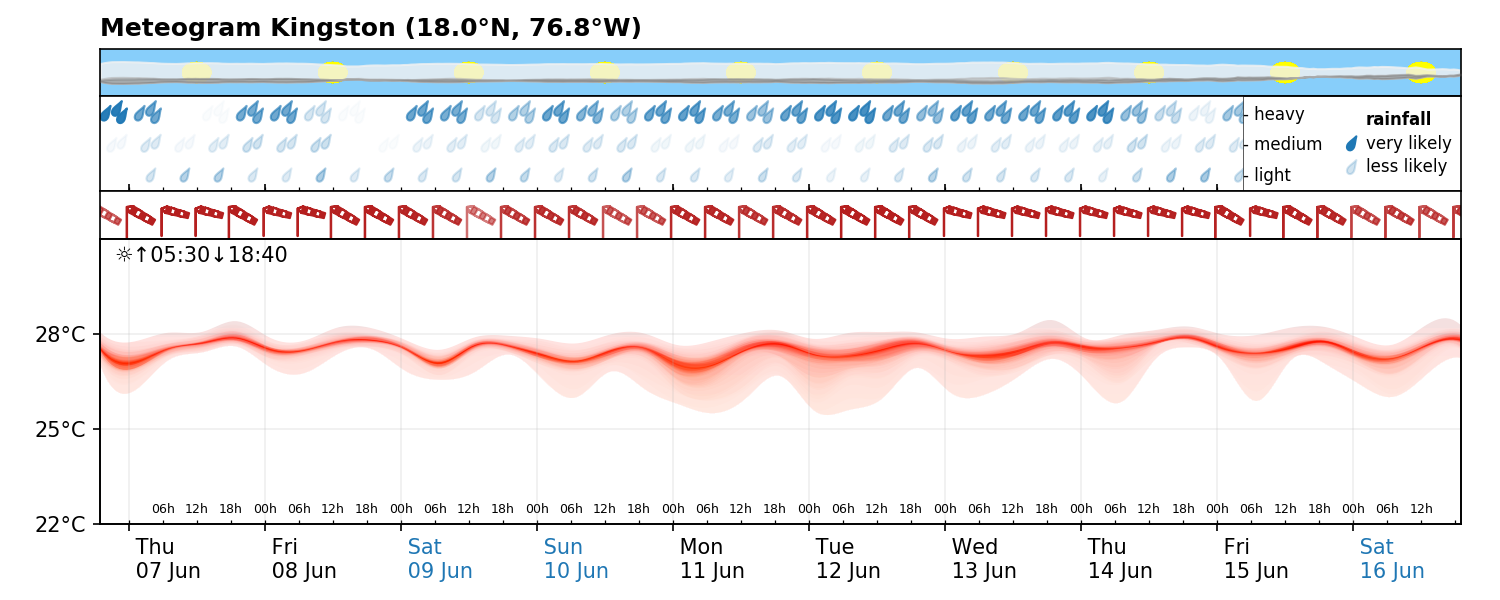 Meteogram Kingston (18.0°N, 76.8°W)
heavy
medium
light
rainfall
very likely
less likely
☼↑05:30↓18:40
28°C
25°C
22°C
06h 12h 18h 00h 06h 12h 18h 00h 06h 12h 18h 00h 06h 12h 18h 00h 06h 12h 18h 00h 06h 12h 18h 00h 06h 12h 18h 00h 06h 12h 18h 00h 06h 12h 18h 00h 06h 12h
Thu Fri Sat Sun Mon Tue Wed Thu Fri Sat
07 Jun 08 Jun 09 Jun 10 Jun 11 Jun 12 Jun 13 Jun 14 Jun 15 Jun 16 Jun